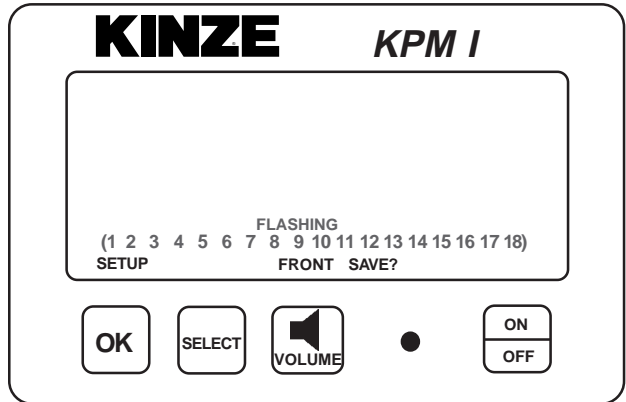 KINZE KPM I
FLASHING
(1 2 3 4 5 6 7 8 9 10 11 12 13 14 15 16 17 18)
SETUP FRONT SAVE?
OK SELECT VOLUME ON
OFF